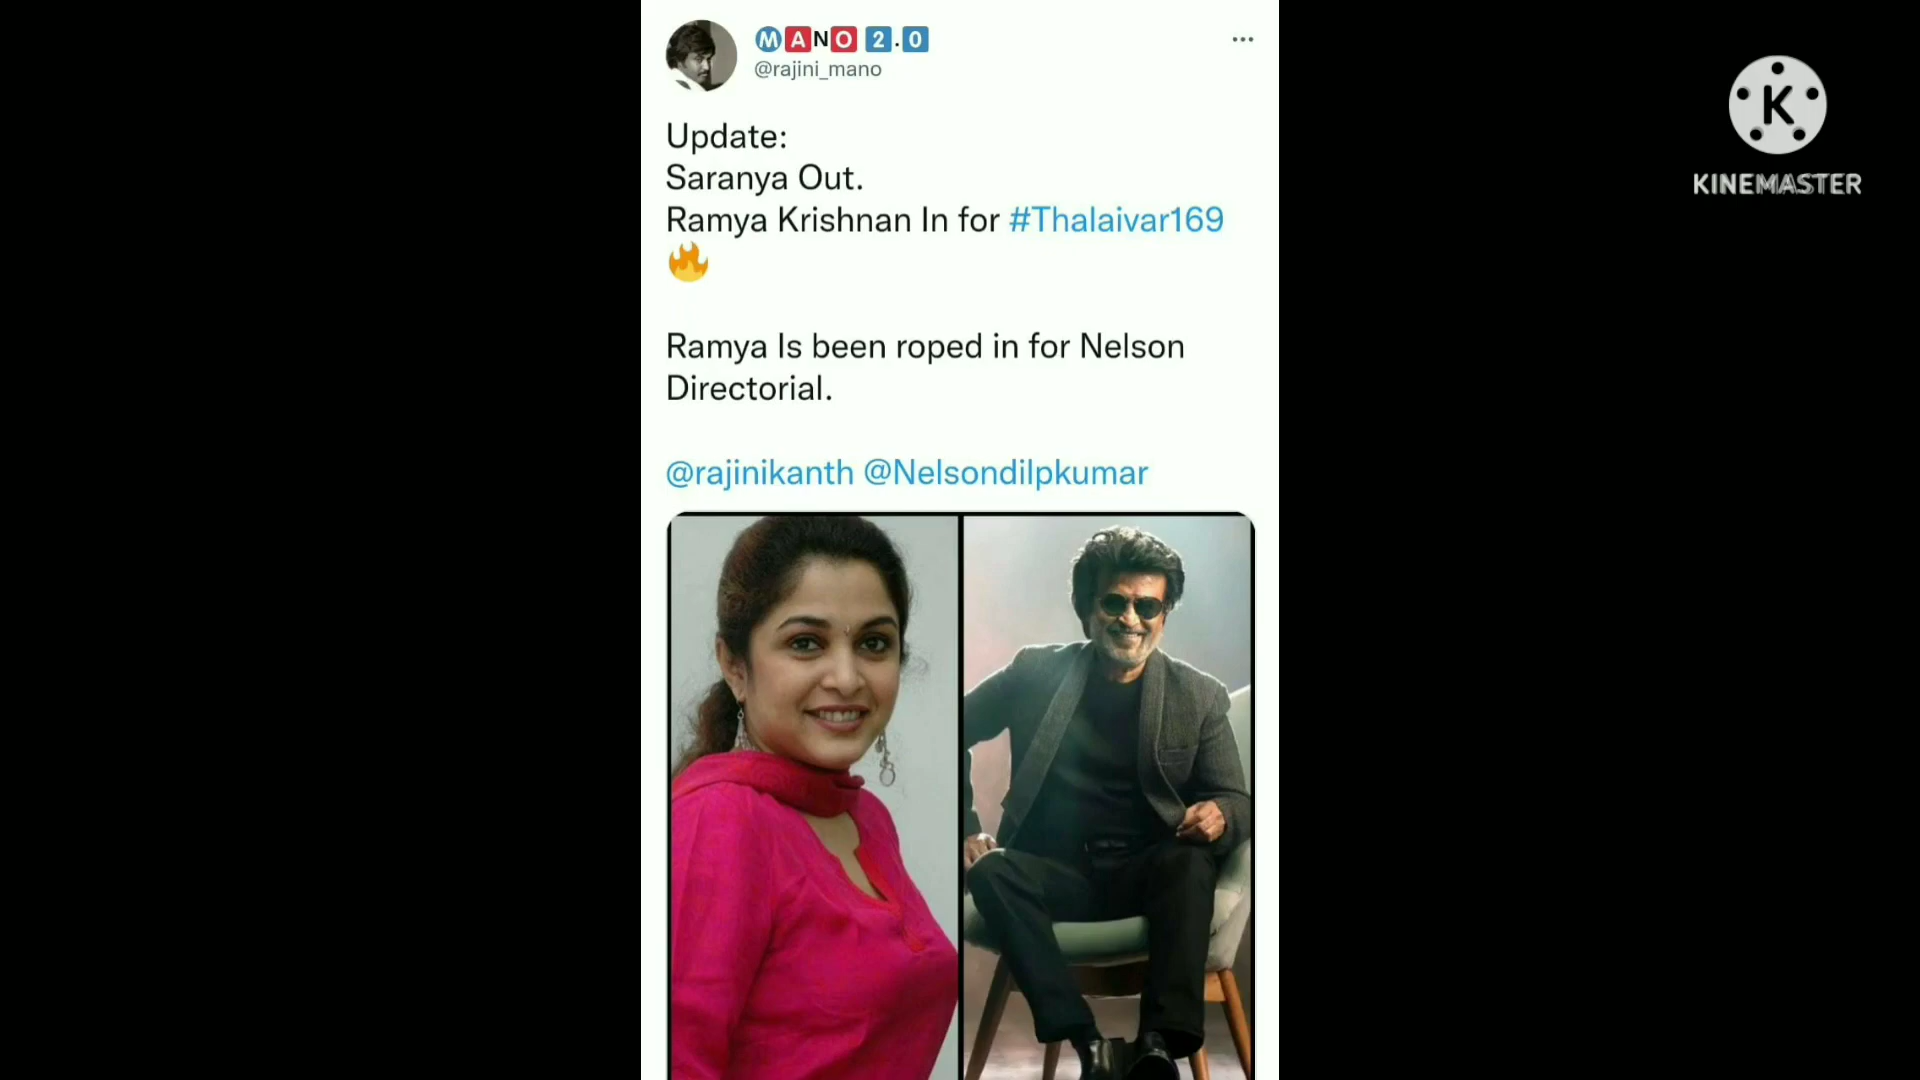 MANO 2.0
@rajini_mano
Update:
Saranya Out.
Ramya Krishnan In for #Thalaivar169
🔥
Ramya Is been roped in for Nelson
Directorial.
@rajinikanth @Nelsondilpkumar
K
KINEMASTER